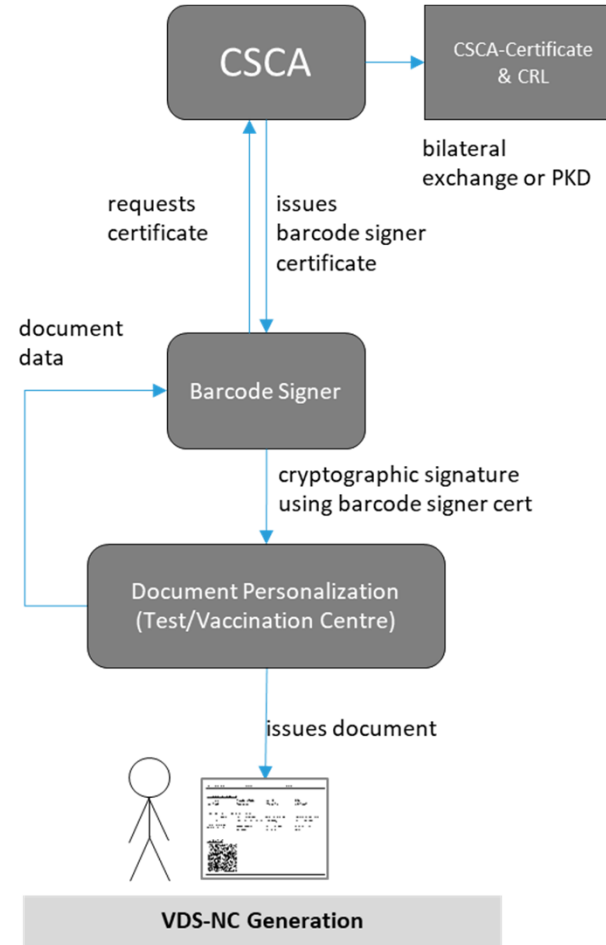 CSCA
CSCA-Certificate
& CRL
bilateral
exchange or PKD
requests
certificate
issues
barcode signer
certificate
document
data
Barcode Signer
cryptographic signature
using barcode signer cert
Document Personalization
(Test/Vaccination Centre)
issues document
VDS-NC Generation